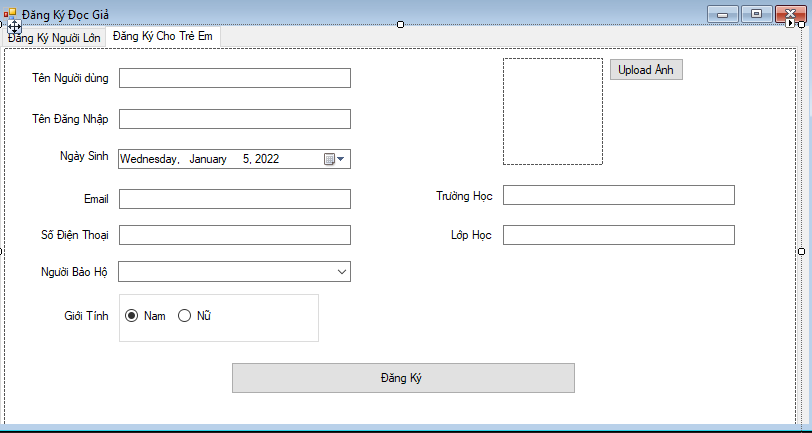 Đăng Ký Đọc Giả
Đăng Ký Người Lớn Đăng Ký Cho Trẻ Em
Tên Người dùng
Upload Ảnh
Tên Đăng Nhập
Ngày Sinh Wednesday, January 5, 2022
Email
Trường Học
Số Điện Thoại
Lớp Học
Người Bảo Hộ
Giới Tính Nam Nữ
Đăng Ký